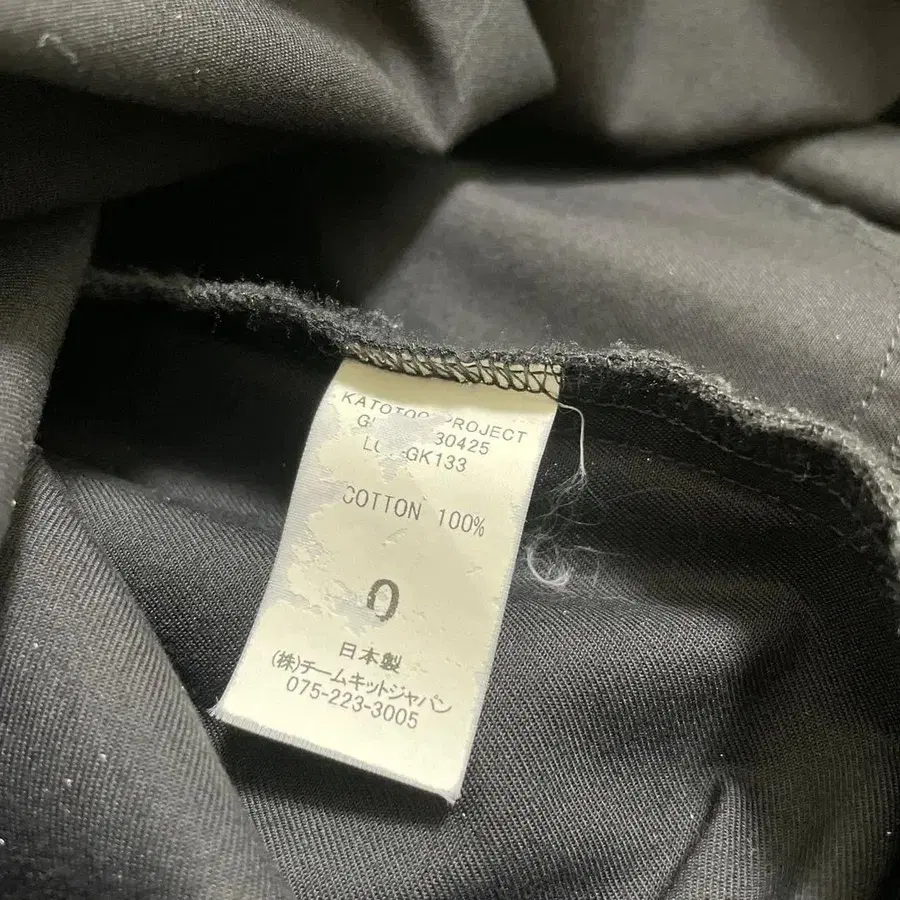 PROJECT
30425
GK133
COTTON 100%
0
日本製
(株)チームキットジャパン
075-223-3005